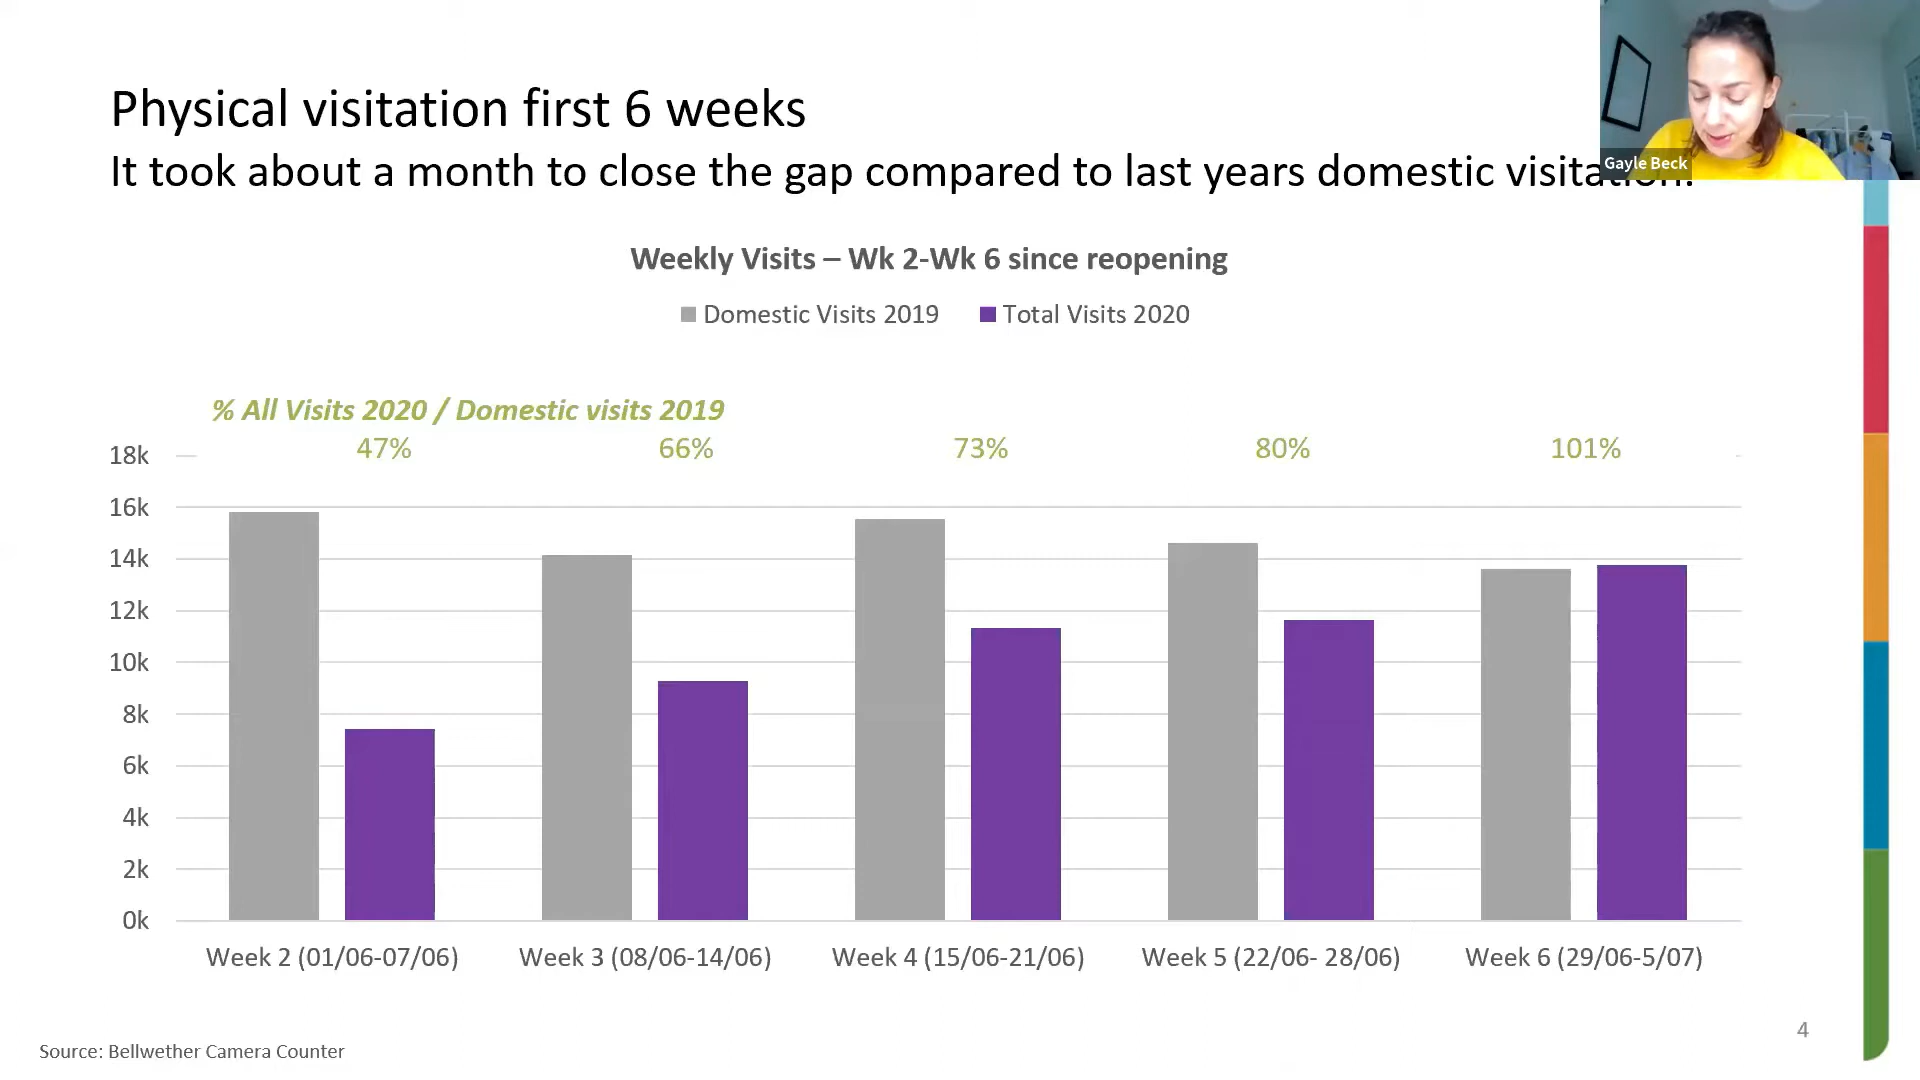 Physical visitation first 6 weeks
It took about a month to close the gap compared to last years domestic visitation.
Gayle Beck
Weekly Visits – Wk 2-Wk 6 since reopening
Domestic Visits 2019 Total Visits 2020
% All Visits 2020 / Domestic visits 2019
47% 66% 73% 80% 101%
18k
16k
14k
12k
10k
8k
6k
4k
2k
0k
Week 2 (01/06-07/06) Week 3 (08/06-14/06) Week 4 (15/06-21/06) Week 5 (22/06- 28/06) Week 6 (29/06-5/07)
4
Source: Bellwether Camera Counter